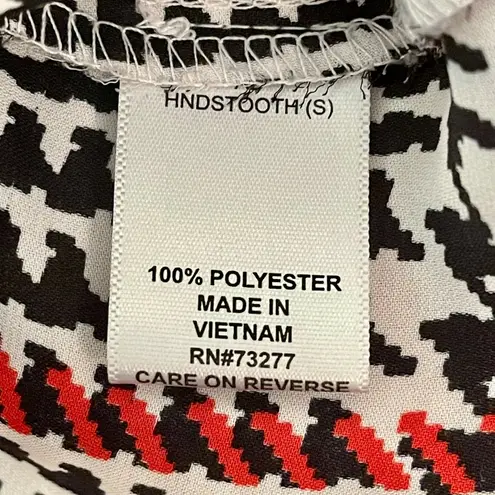 HNDSTOOTH (S)
100% POLYESTER
MADE IN
VIETNAM
RN#73277
CARE ON REVERSE